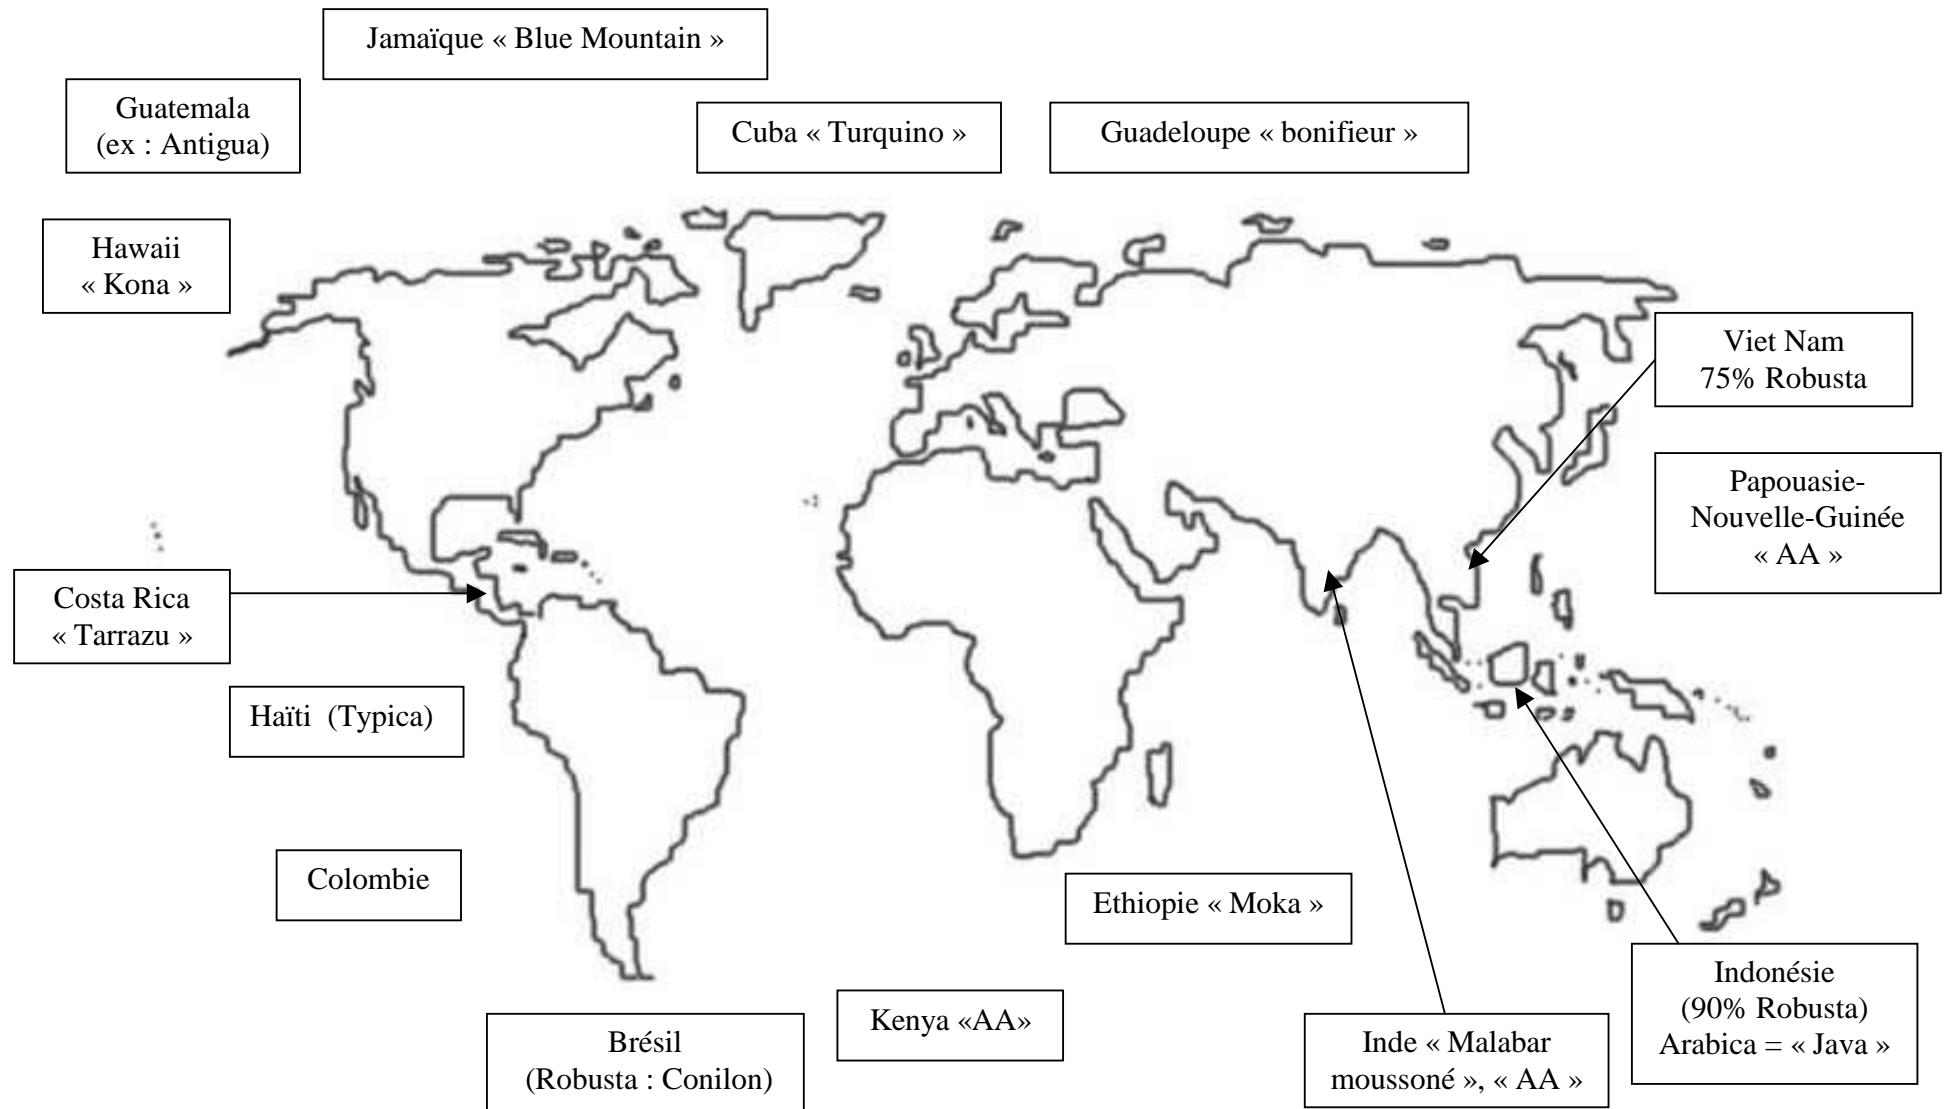 Jamaïque « Blue Mountain »
Guatemala
(ex : Antigua)
Cuba « Turquino »
Guadeloupe « bonifieur »
Hawaii
« Kona »
Viet Nam
75% Robusta
Papouasie-
Nouvelle-Guinée
« AA »
Costa Rica
« Tarrazu »
Haïti (Typica)
Colombie
Ethiopie « Moka »
Indonésie
(90% Robusta)
Arabica = « Java »
Kenya «AA»
Brésil
(Robusta : Conilon)
Inde « Malabar
moussoné », « AA »